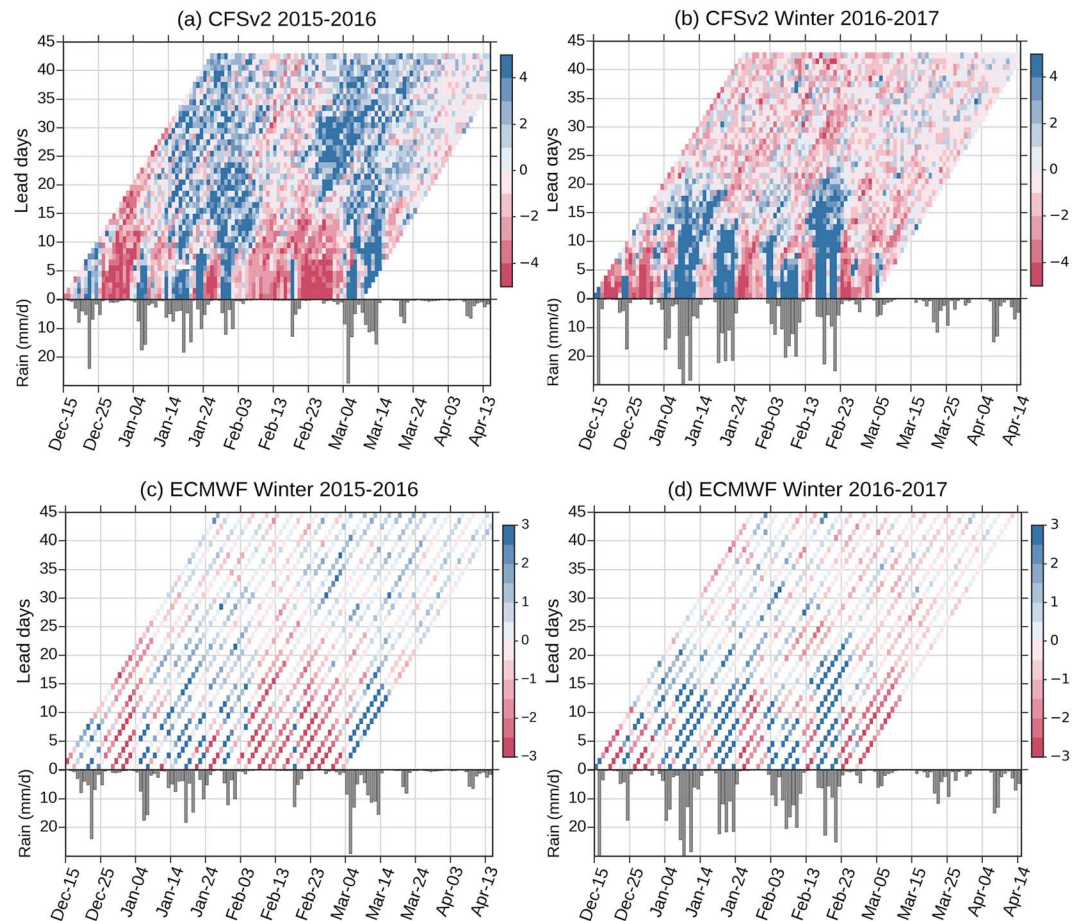 (a) CFSv2 2015-2016
45
40
35
30
25
20
15
10
5
0
10
20
Lead days
Rain (mm/d)
4
2
0
−2
−4
Dec-15
Dec-25
Jan-04
Jan-14
Jan-24
Feb-03
Feb-13
Feb-23
Mar-04
Mar-14
Mar-24
Apr-03
Apr-13
(b) CFSv2 Winter 2016-2017
45
40
35
30
25
20
15
10
5
0
10
20
Lead days
Rain (mm/d)
4
2
0
−2
−4
Dec-15
Dec-25
Jan-04
Jan-14
Jan-24
Feb-03
Feb-13
Feb-23
Mar-05
Mar-15
Mar-25
Apr-04
Apr-14
(c) ECMWF Winter 2015-2016
45
40
35
30
25
20
15
10
5
0
10
20
Lead days
Rain (mm/d)
3
2
1
0
−1
−2
−3
Dec-15
Dec-25
Jan-04
Jan-14
Jan-24
Feb-03
Feb-13
Feb-23
Mar-04
Mar-14
Mar-24
Apr-03
Apr-13
(d) ECMWF Winter 2016-2017
45
40
35
30
25
20
15
10
5
0
10
20
Lead days
Rain (mm/d)
3
2
1
0
−1
−2
−3
Dec-15
Dec-25
Jan-04
Jan-14
Jan-24
Feb-03
Feb-13
Feb-23
Mar-05
Mar-15
Mar-25
Apr-04
Apr-14